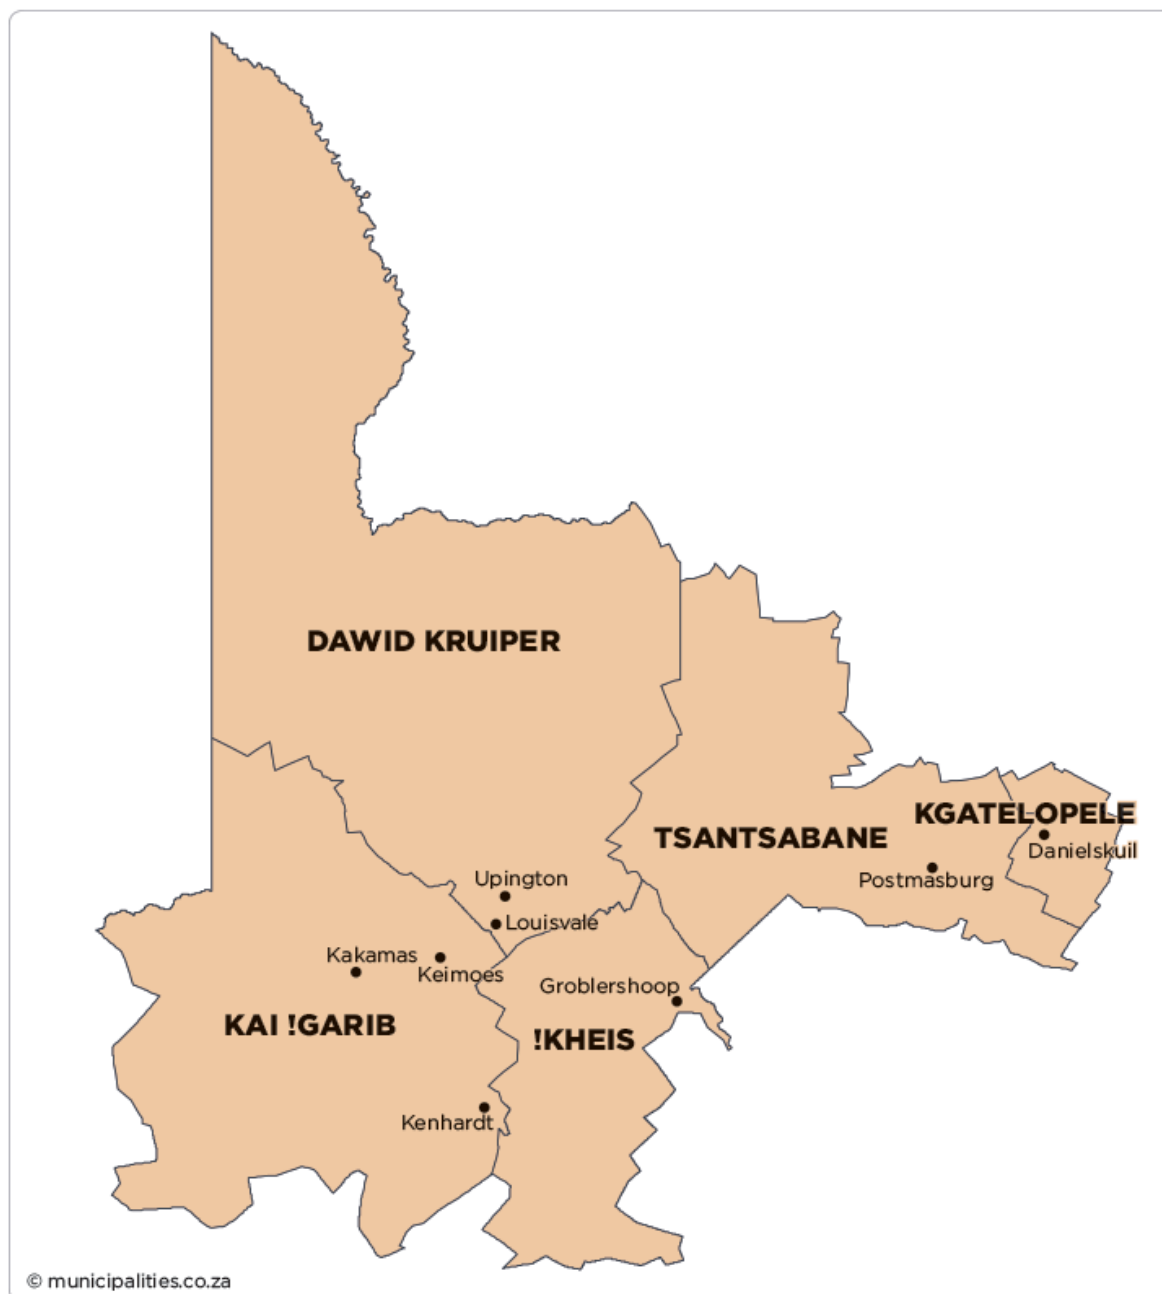 DAWID KRUIPER
KGATELOPELE
TSANTSABANE
Danielskuil
Upington
Postmasburg
Louisvale
Kakamas
Keimoes
Groblershoop
KAI !GARIB
!KHEIS
Kenhardt
© municipalities.co.za